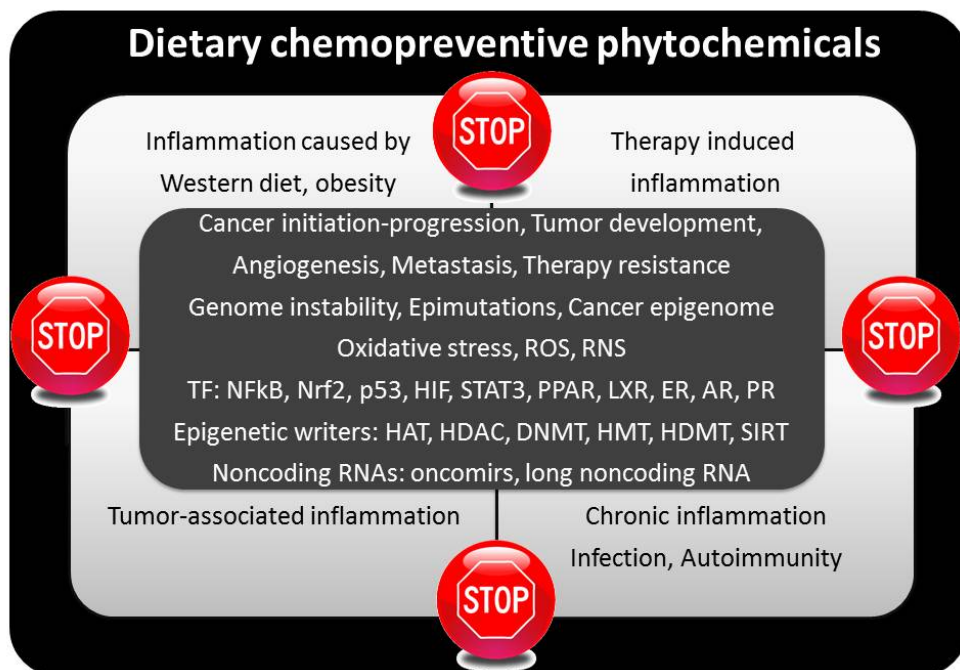 Dietary chemopreventive phytochemicals
STOP
Inflammation caused by
Western diet, obesity
Therapy induced
inflammation
Cancer initiation-progression, Tumor development,
Angiogenesis, Metastasis, Therapy resistance
Genome instability, Epimutations, Cancer epigenome
Oxidative stress, ROS, RNS
TF: NFkB, Nrf2, p53, HIF, STAT3, PPAR, LXR, ER, AR, PR
Epigenetic writers: HAT, HDAC, DNMT, HMT, HDMT, SIRT
Noncoding RNAs: oncomirs, long noncoding RNA
STOP
STOP
Tumor-associated inflammation
Chronic inflammation
Infection, Autoimmunity
STOP